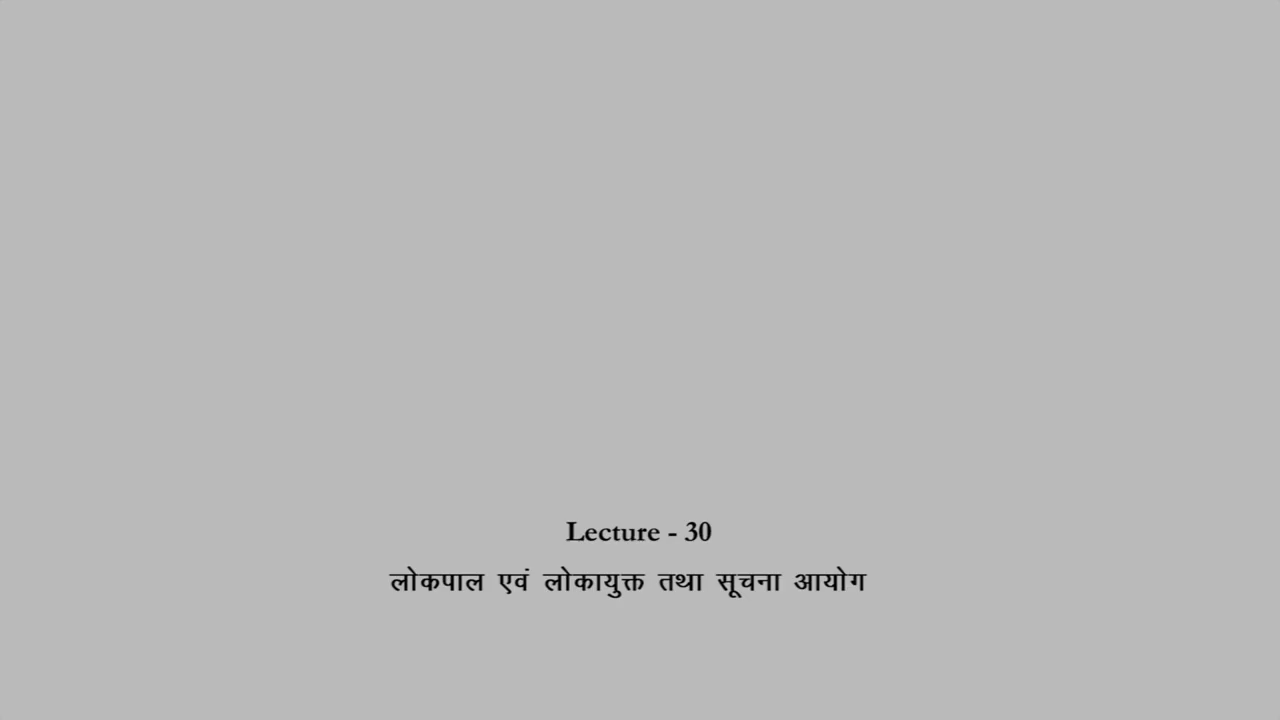 Lecture - 30
लोकपाल एवं लोकायुक्त तथा सूचना आयोग